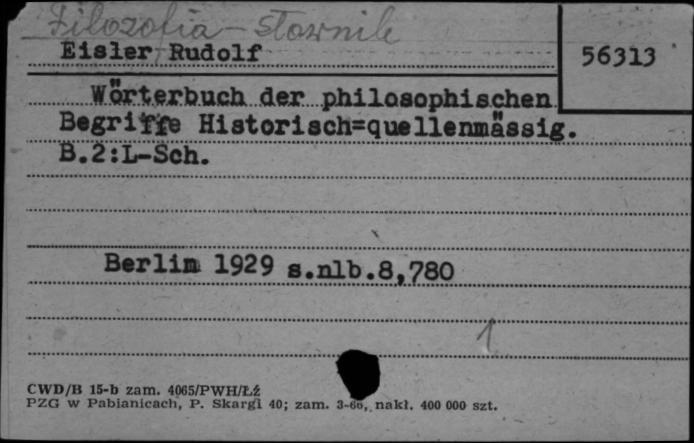 Filozofia - słownik
Eisler Rudolf
56313
Wörterbuch der philosophischen
Begriffe Historisch=quellenmässig.
B.2:L-Sch.
Berlin 1929 s.nlb.8,780
1
CWD/B 15-b zam. 4065/PWH/Łź
PZG w Pabianicach, P. Skargi 40; zam. 3-66, nakł. 400 000 szt.